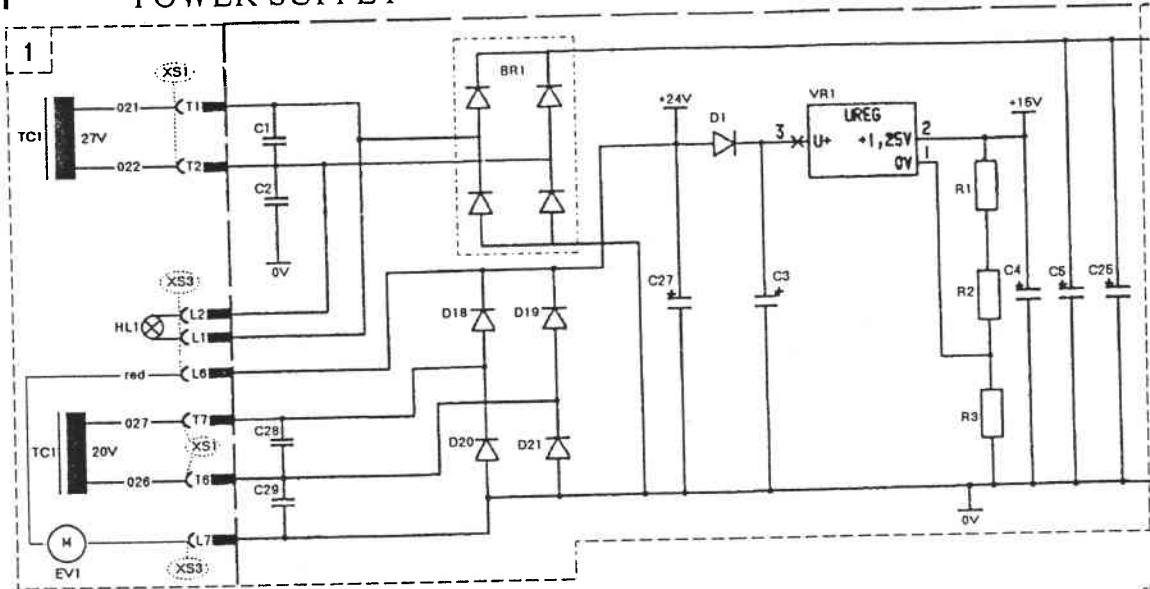 POWER SUPPLY
1
XS1
BR1
TC1
021
T1
27V
022
T2
C1
C2
0V
+24V
D1
VR1
UREG
3
U+
+1,25V
2
0V
1
+15V
R1
R2
R3
C27
+
C3
+
C4
+
C5
+
C25
+
XS3
HL1
L2
L1
red
L6
D18
D19
027
T7
XS1
TC1
20V
C28
D20
D21
026
T6
C29
0V
M
L7
EV1
XS3